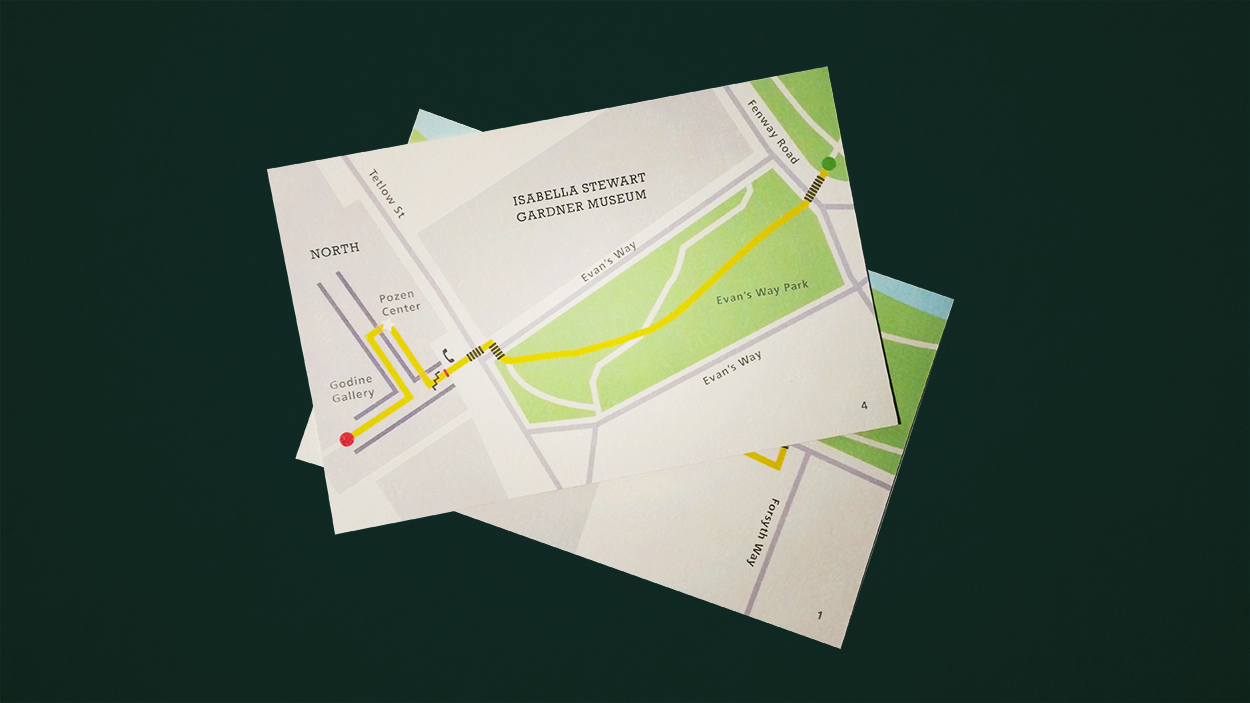 Fenway Road
Tetlow St
ISABELLA STEWART
GARDNER MUSEUM
NORTH
Evan's Way
Pozen
Center
Evan's Way Park
Godine
Gallery
Evan's Way
4
Forsyth Way
1